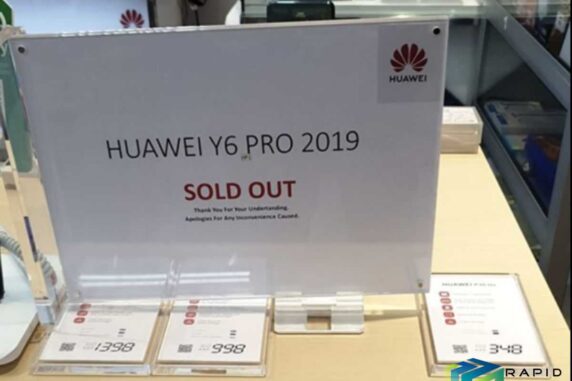 HUAWEI
HUAWEI Y6 PRO 2019
SOLD OUT
Thank You For Your Undertanding.
Apologies For Any Inconvenience Caused.
1398
998
HUAWEI
348
RAPID